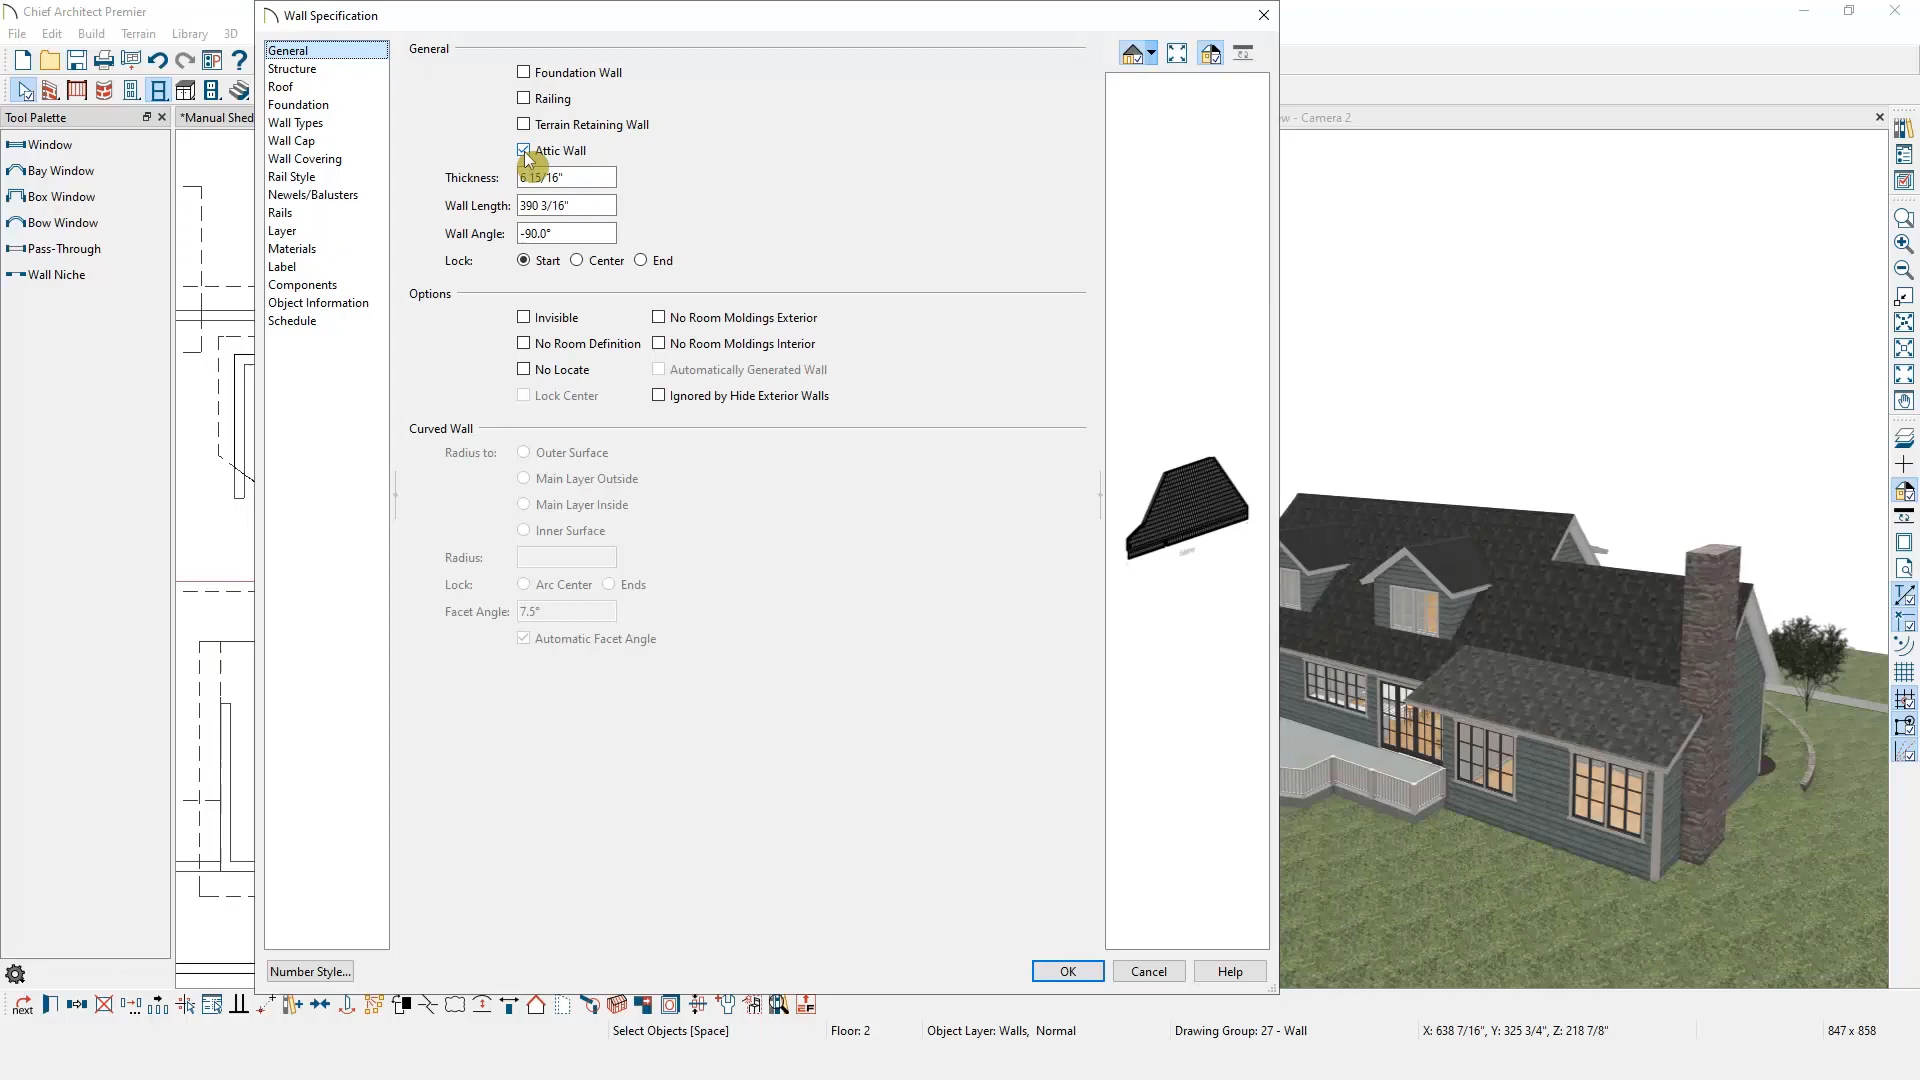 Chief Architect Premier
Wall Specification
File Edit Build Terrain Library 3D
General
Structure
Roof
Foundation
Wall Types
Wall Cap
Wall Covering
Rail Style
Newels/Balusters
Rails
Layer
Materials
Label
Components
Object Information
Schedule
General
Foundation Wall
Railing
Terrain Retaining Wall
Attic Wall
Thickness: 6 15/16"
Wall Length: 390 3/16"
Wall Angle: -90.0°
Lock: Start Center End
Options
Invisible No Room Moldings Exterior
No Room Definition No Room Moldings Interior
No Locate Automatically Generated Wall
Lock Center Ignored by Hide Exterior Walls
Curved Wall
Radius to: Outer Surface
Main Layer Outside
Main Layer Inside
Inner Surface
Radius:
Lock: Arc Center Ends
Facet Angle: 7.5°
Automatic Facet Angle
Tool Palette
*Manual Shed
Window
Bay Window
Box Window
Bow Window
Pass-Through
Wall Niche
ew - Camera 2
Number Style...
OK Cancel Help
next
Select Objects [Space] Floor: 2 Object Layer: Walls, Normal Drawing Group: 27 - Wall X: 638 7/16", Y: 325 3/4", Z: 218 7/8" 847 x 858